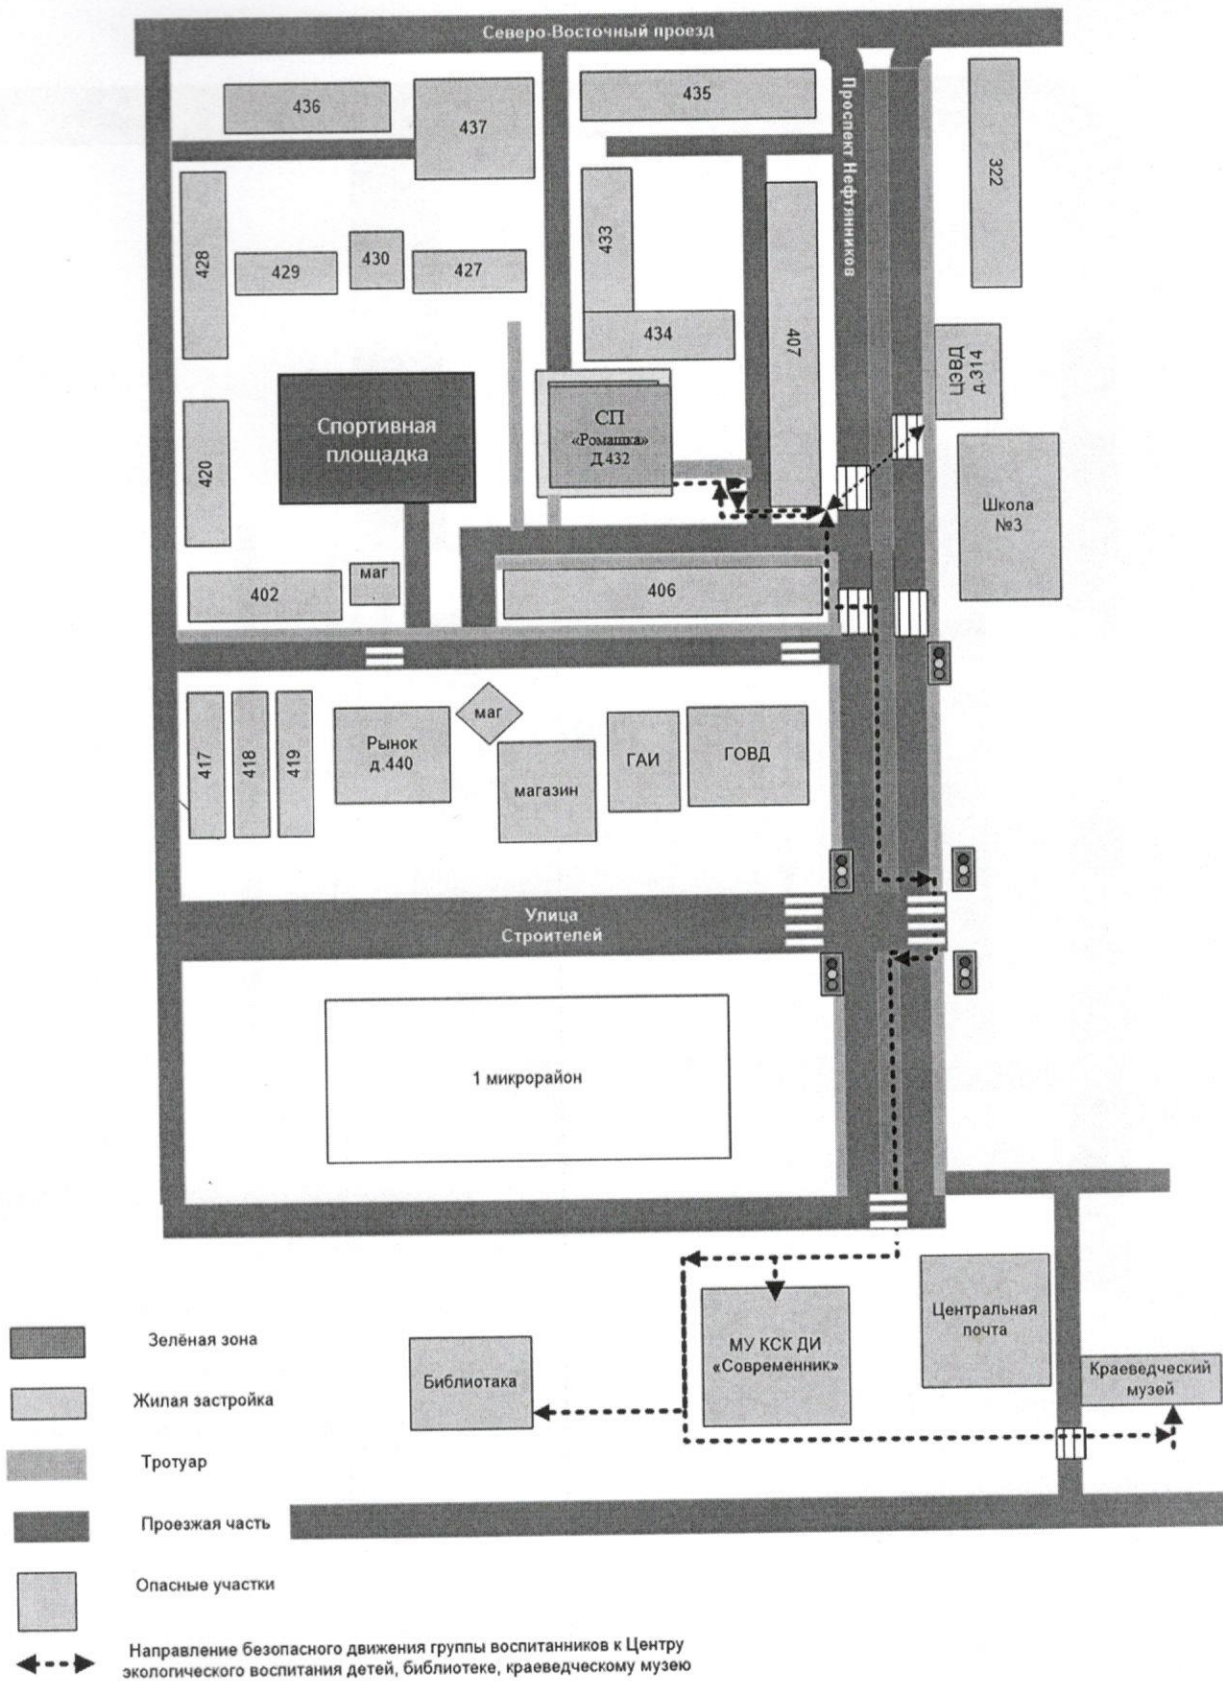 Северо-Восточный проезд
436
437
435
Проспект Нефтянников
322
428
429
430
427
433
434
407
ЦЭВД
д.314
Спортивная
площадка
СП
«Ромашка»
Д.432
420
Школа
№3
402
маг
406
417
418
419
Рынок
д.440
маг
магазин
ГАИ
ГОВД
Улица
Строителей
1 микрорайон
Центральная
почта
МУ КСК ДИ
«Современник»
Библиотака
Краеведческий
музей
Зелёная зона
Жилая застройка
Тротуар
Проезжая часть
Опасные участки
Направление безопасного движения группы воспитанников к Центру
экологического воспитания детей, библиотеке, краеведческому музею